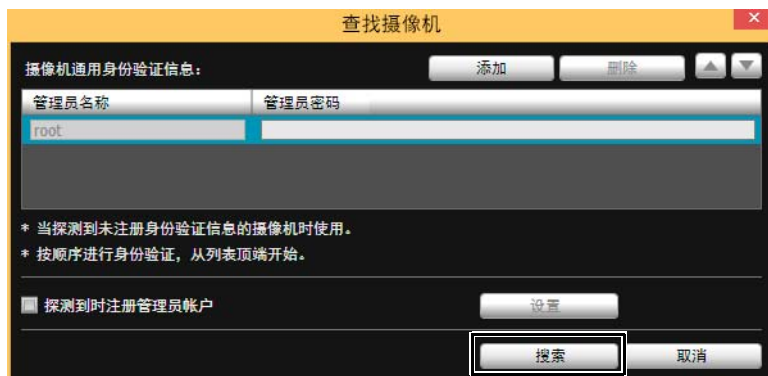 查找摄像机
摄像机通用身份验证信息： 添加 删除
管理员名称 管理员密码
root
* 当探测到未注册身份验证信息的摄像机时使用。
* 按顺序进行身份验证，从列表顶端开始。
探测到时注册管理员帐户 设置
搜索 取消